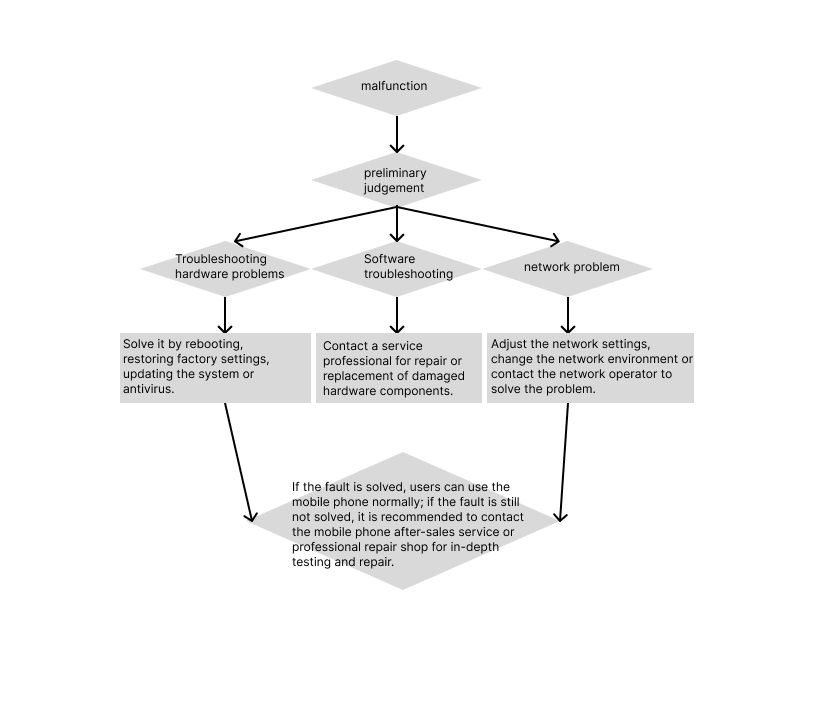 malfunction
preliminary
judgement
Troubleshooting
hardware problems
Software
troubleshooting
network problem
Solve it by rebooting,
restoring factory settings,
updating the system or
antivirus.
Contact a service
professional for repair or
replacement of damaged
hardware components.
Adjust the network settings,
change the network environment or
contact the network operator to
solve the problem.
If the fault is solved, users can use the
mobile phone normally; if the fault is still
not solved, it is recommended to contact
the mobile phone after-sales service or
professional repair shop for in-depth
testing and repair.